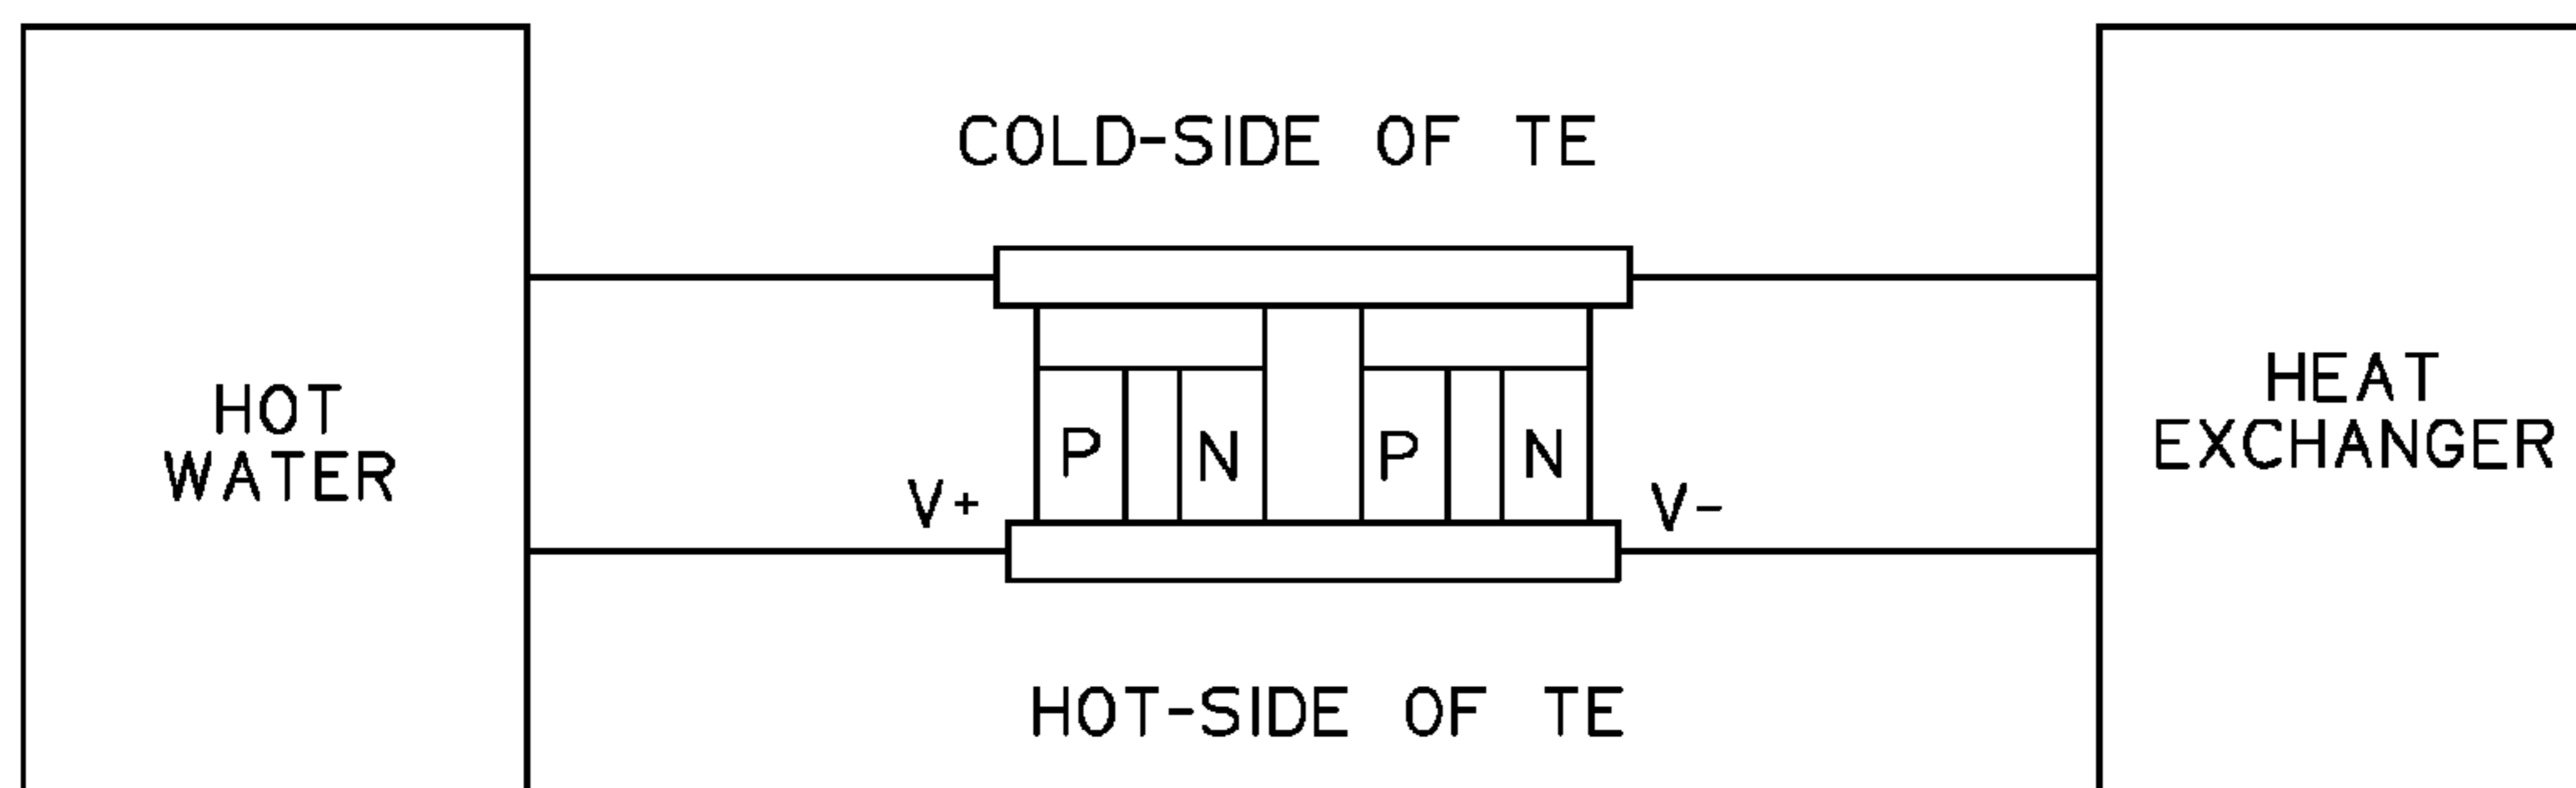 COLD-SIDE OF TE
HOT
WATER
HEAT
EXCHANGER
P
N
P
N
V+
V-
HOT-SIDE OF TE